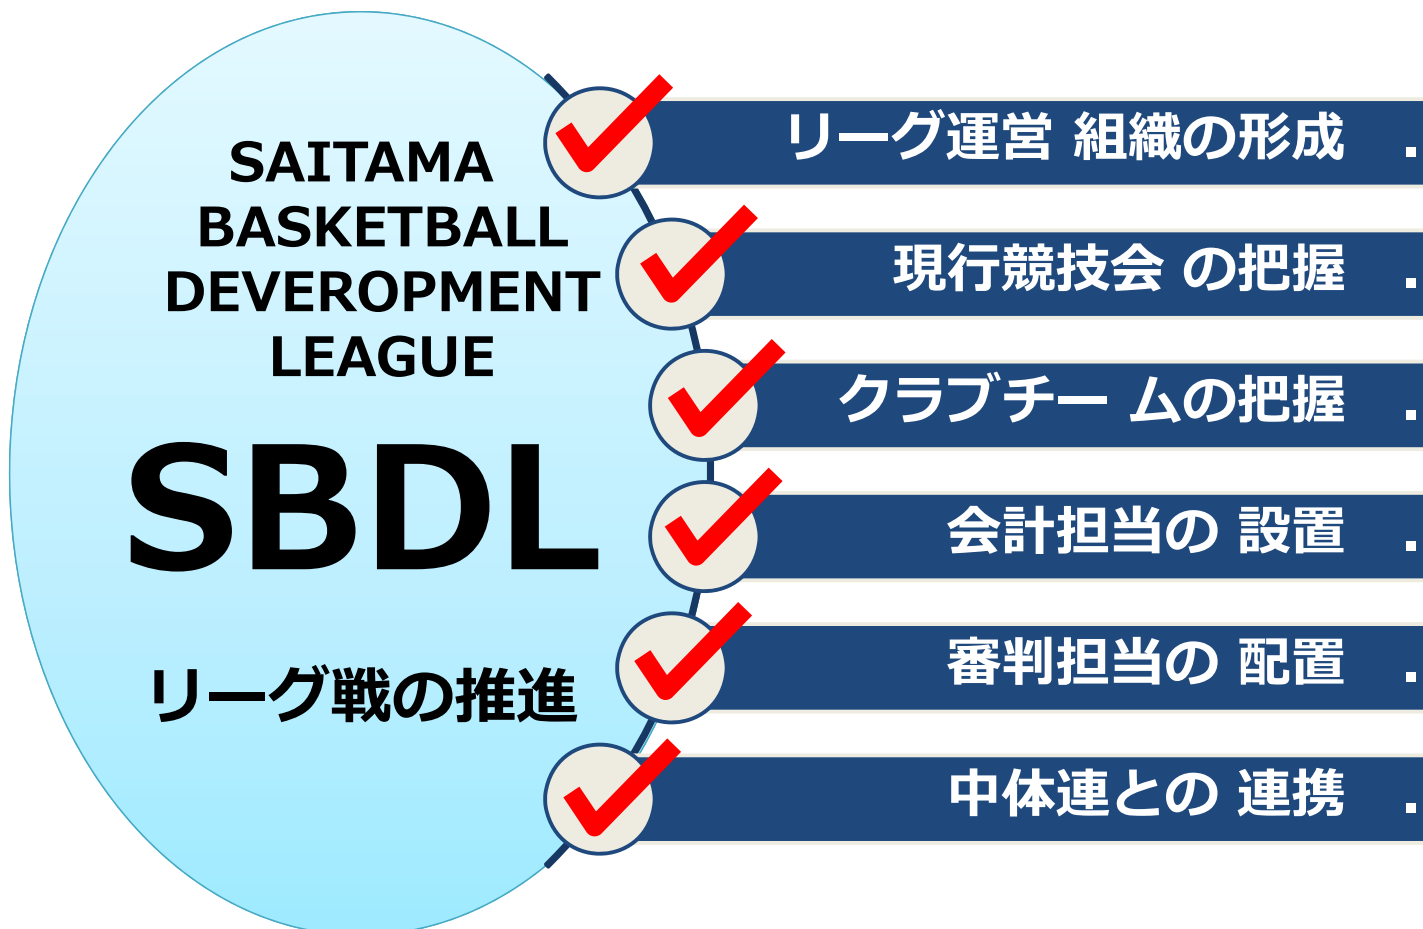 SAITAMA
BASKETBALL
DEVEROPMENT
LEAGUE
SBDL
リーグ戦の推進
リーグ運営 組織の形成 .
現行競技会 の把握 .
クラブチー ムの把握 .
会計担当の 設置 .
審判担当の 配置 .
中体連との 連携 .